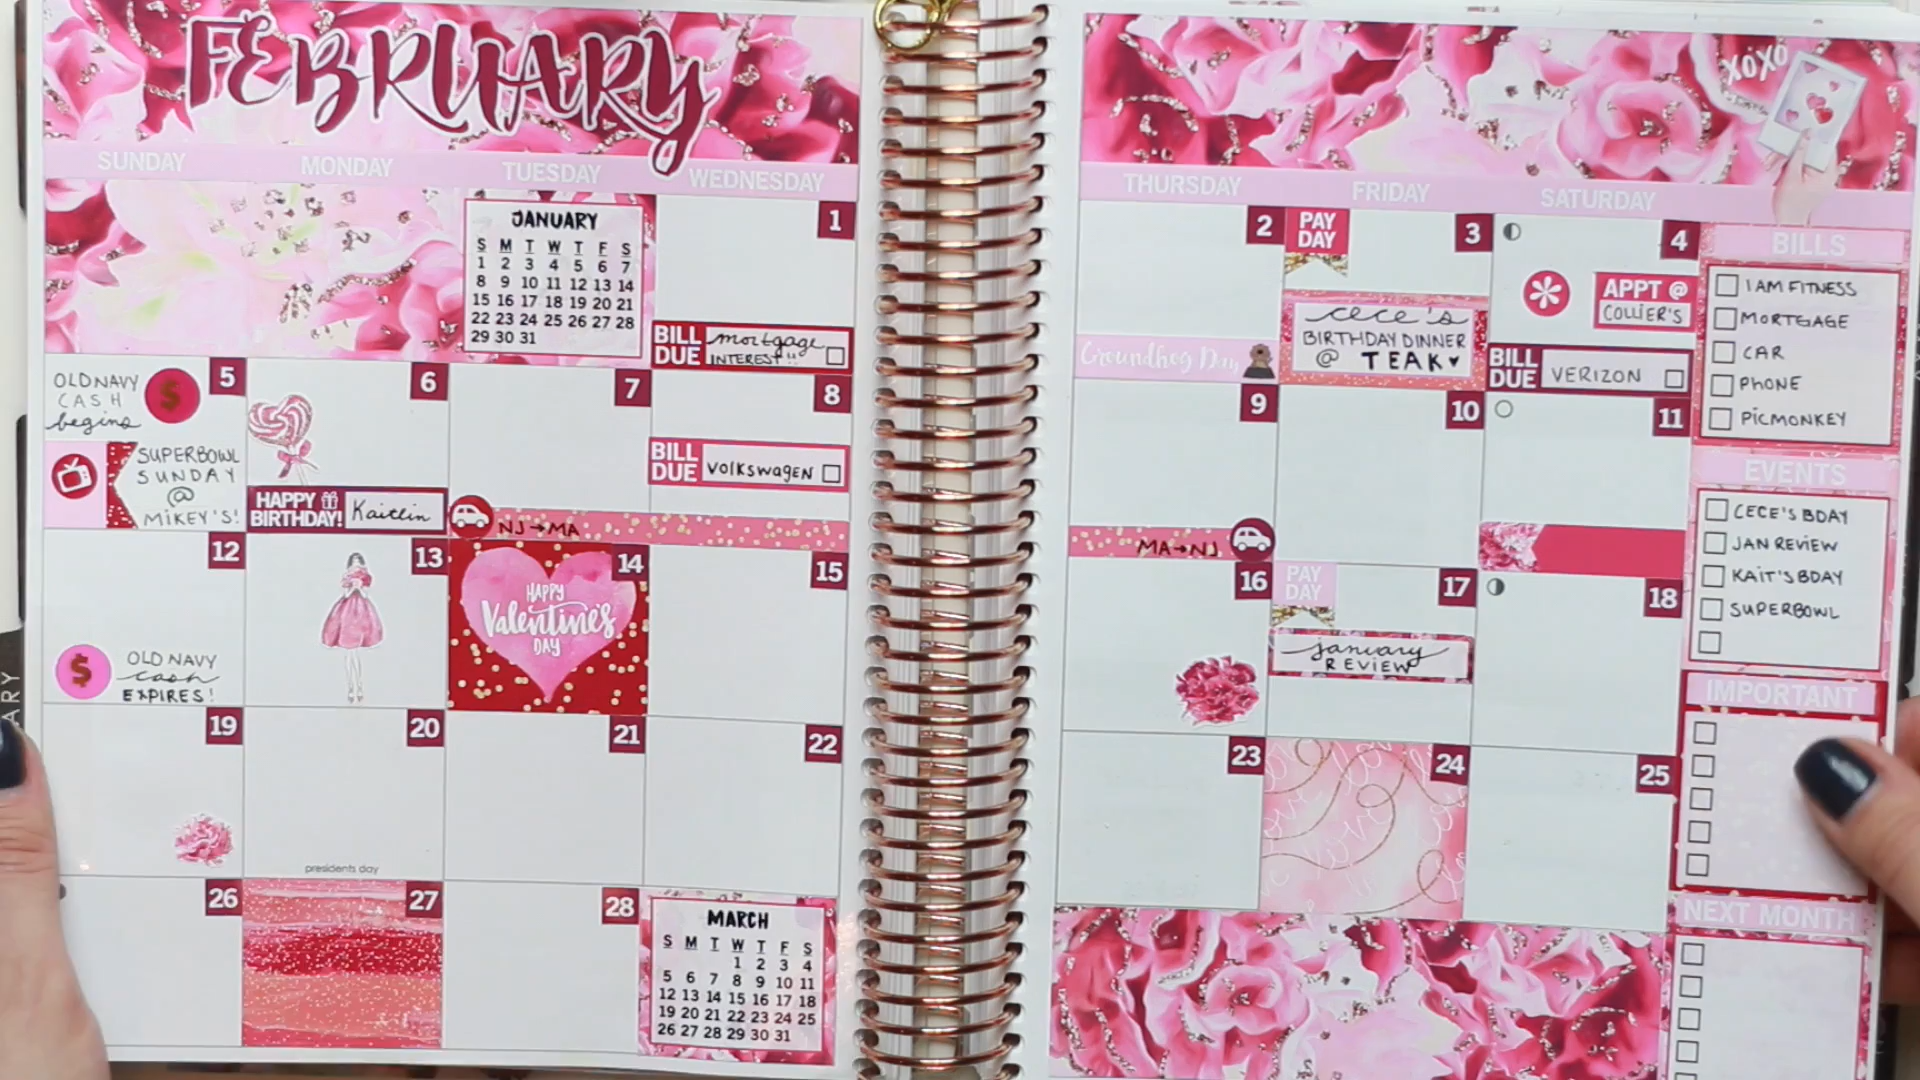 FEBRUARY
XOXO
SUNDAY MONDAY TUESDAY WEDNESDAY
THURSDAY FRIDAY SATURDAY
JANUARY
S M T W T F S
1 2 3 4 5 6 7
8 9 10 11 12 13 14
15 16 17 18 19 20 21
22 23 24 25 26 27 28
29 30 31
1
BILL DUE
mortgage
INTEREST!!
2
Groundhog Day
PAY DAY
3
cece's
BIRTHDAY DINNER
@ TEAK
4
APPT @
COLLIER'S
BILL DUE
VERIZON
BILLS
I AM FITNESS
MORTGAGE
CAR
PHONE
PICMONKEY
OLD NAVY
CASH
begins
$
5
SUPERBOWL
SUNDAY
@
MIKEY'S!
6
HAPPY BIRTHDAY!
Kaitlin
7
NJ→MA
8
BILL DUE
VOLKSWAGEN
9
MA→NJ
10
11
EVENTS
CECE'S BDAY
JAN REVIEW
KAIT'S BDAY
SUPERBOWL
12
$
OLD NAVY
cash
EXPIRES!
13
14
HAPPY
Valentine's
DAY
15
16
PAY DAY
17
january
REVIEW
18
IMPORTANT
19
20
presidents day
21
22
23
24
25
NEXT MONTH
26
27
28
MARCH
S M T W T F S
1 2 3 4
5 6 7 8 9 10 11
12 13 14 15 16 17 18
19 20 21 22 23 24 25
26 27 28 29 30 31